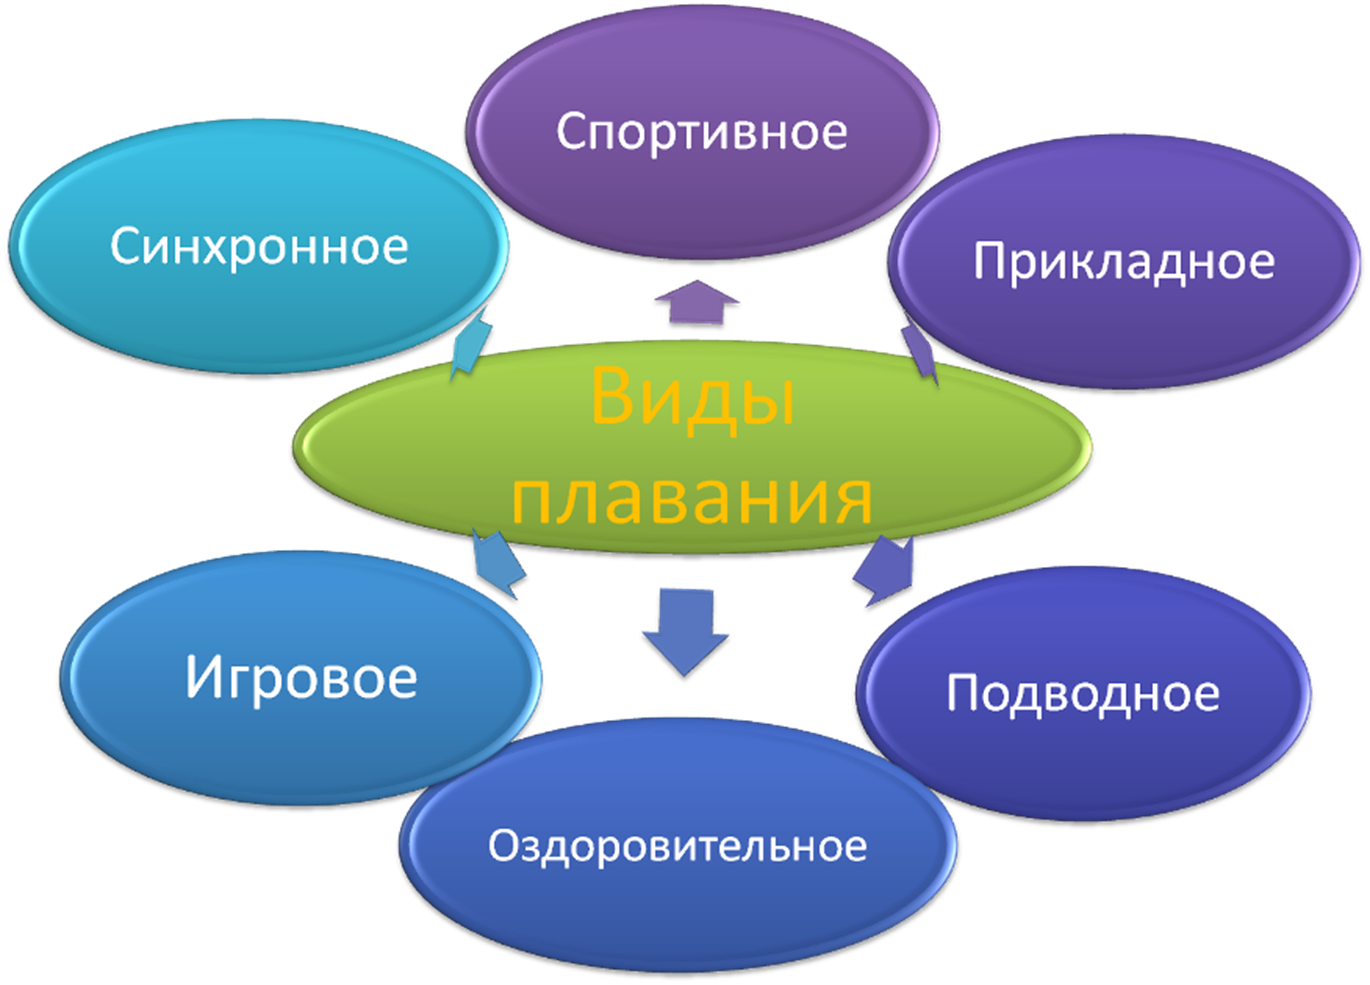 Спортивное
Синхронное
Прикладное
Виды
плавания
Игровое
Подводное
Оздоровительное